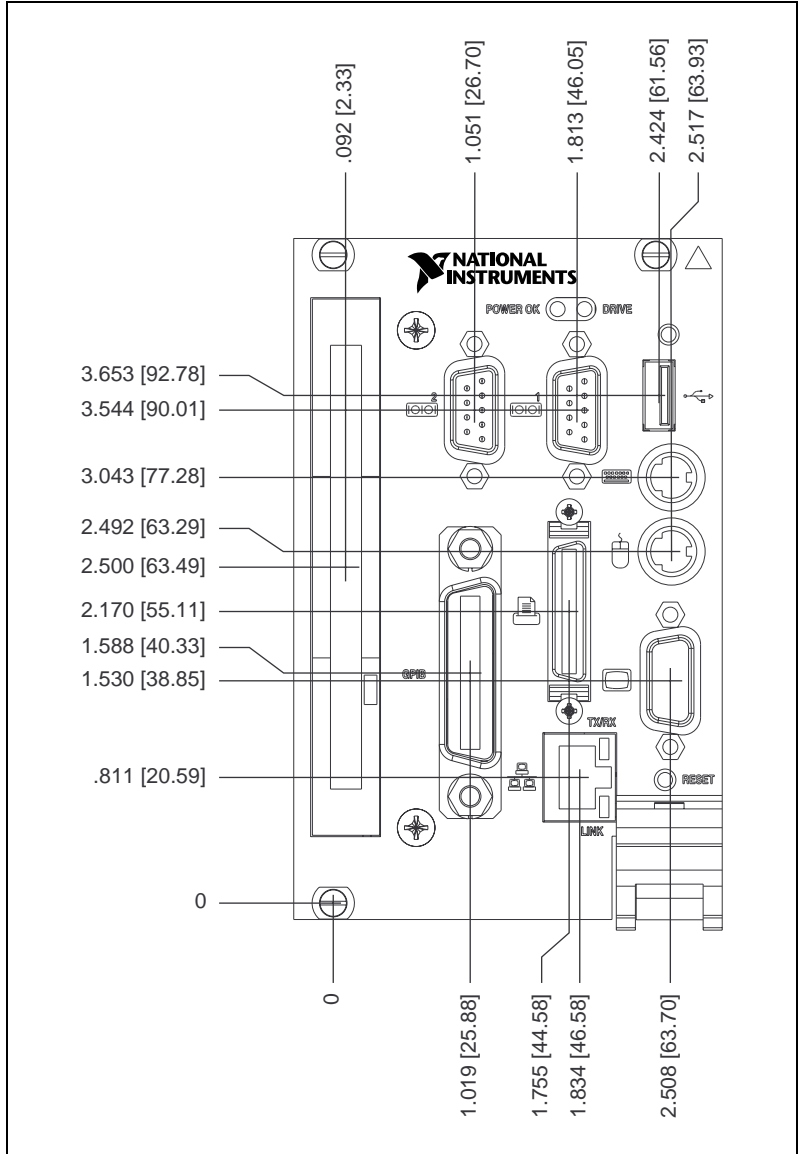 .092 [2.33]
1.051 [26.70]
1.813 [46.05]
2.424 [61.56]
2.517 [63.93]
NATIONAL
INSTRUMENTS
POWER OK
DRIVE
3.653 [92.78]
3.544 [90.01]
2
1
3.043 [77.28]
2.492 [63.29]
2.500 [63.49]
2.170 [55.11]
1.588 [40.33]
1.530 [38.85]
GPIB
TX/RX
.811 [20.59]
RESET
LINK
0
0
1.019 [25.88]
1.755 [44.58]
1.834 [46.58]
2.508 [63.70]